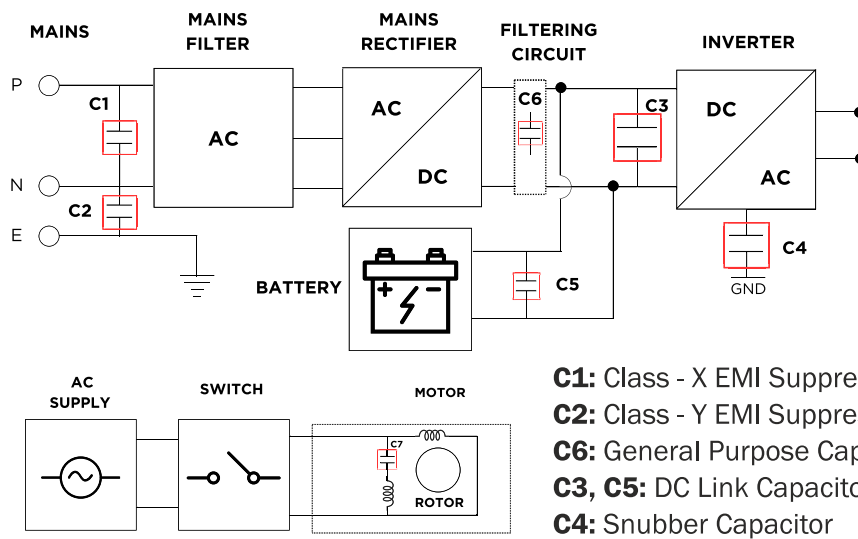 MAINS
MAINS
FILTER
MAINS
RECTIFIER
FILTERING
CIRCUIT
INVERTER
P
C1
AC
AC
DC
C6
C3
DC
AC
N
C2
E
C4
GND
BATTERY
+ −
C5
AC
SUPPLY
SWITCH
MOTOR
C7
ROTOR
C1: Class - X EMI Suppre
C2: Class - Y EMI Suppre
C6: General Purpose Cap
C3, C5: DC Link Capacito
C4: Snubber Capacitor